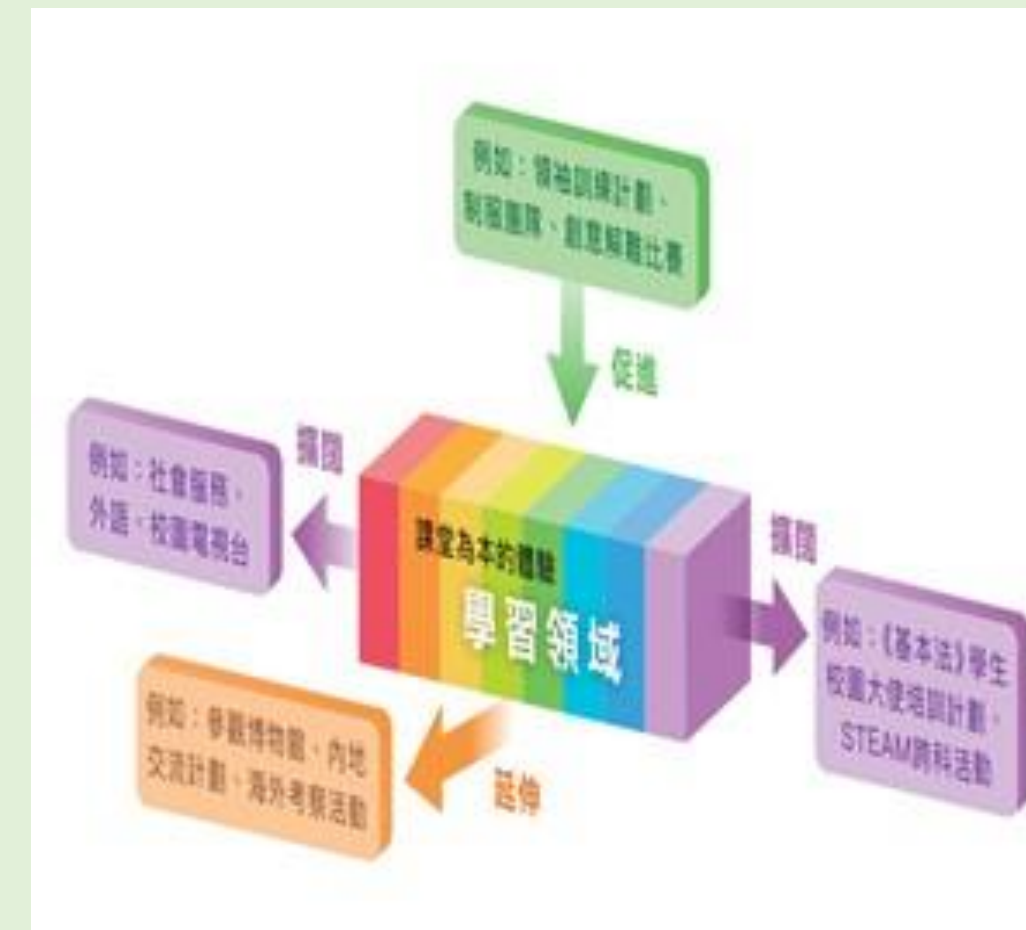 例如：領袖訓練計劃、
制服團隊、創意解難比賽
促進
擴闊
例如：社會服務、
外語、校園電視台
課堂為本的體驗
學習領域
擴闊
例如：《基本法》學生
校園大使培訓計劃、
STEAM跨科活動
例如：參觀博物館、內地
交流計劃、海外考察活動
延伸